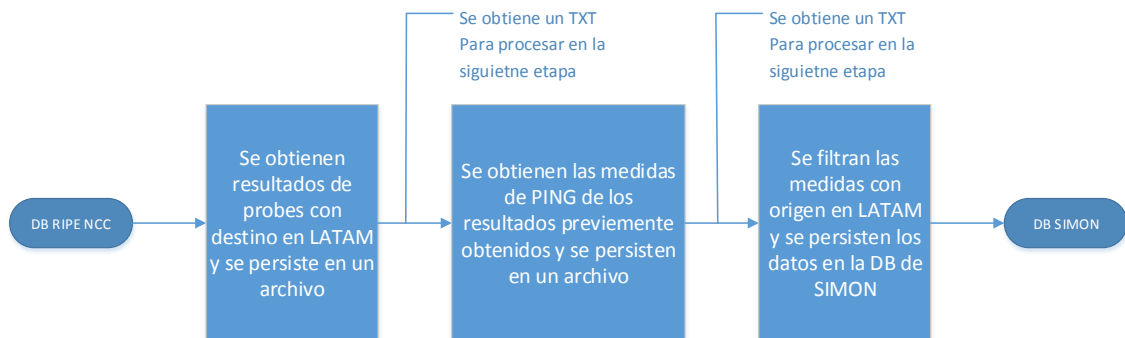 Se obtiene un TXT
Para procesar en la
siguietne etapa
Se obtiene un TXT
Para procesar en la
siguietne etapa
DB RIPE NCC
Se obtienen
resultados de
probes con
destino en LATAM
y se persiste en un
archivo
Se obtienen las medidas
de PING de los
resultados previemente
obtenidos y se persisten
en un archivo
Se filtran las
medidas con
origen en LATAM
y se persisten los
datos en la DB de
SIMON
DB SIMON